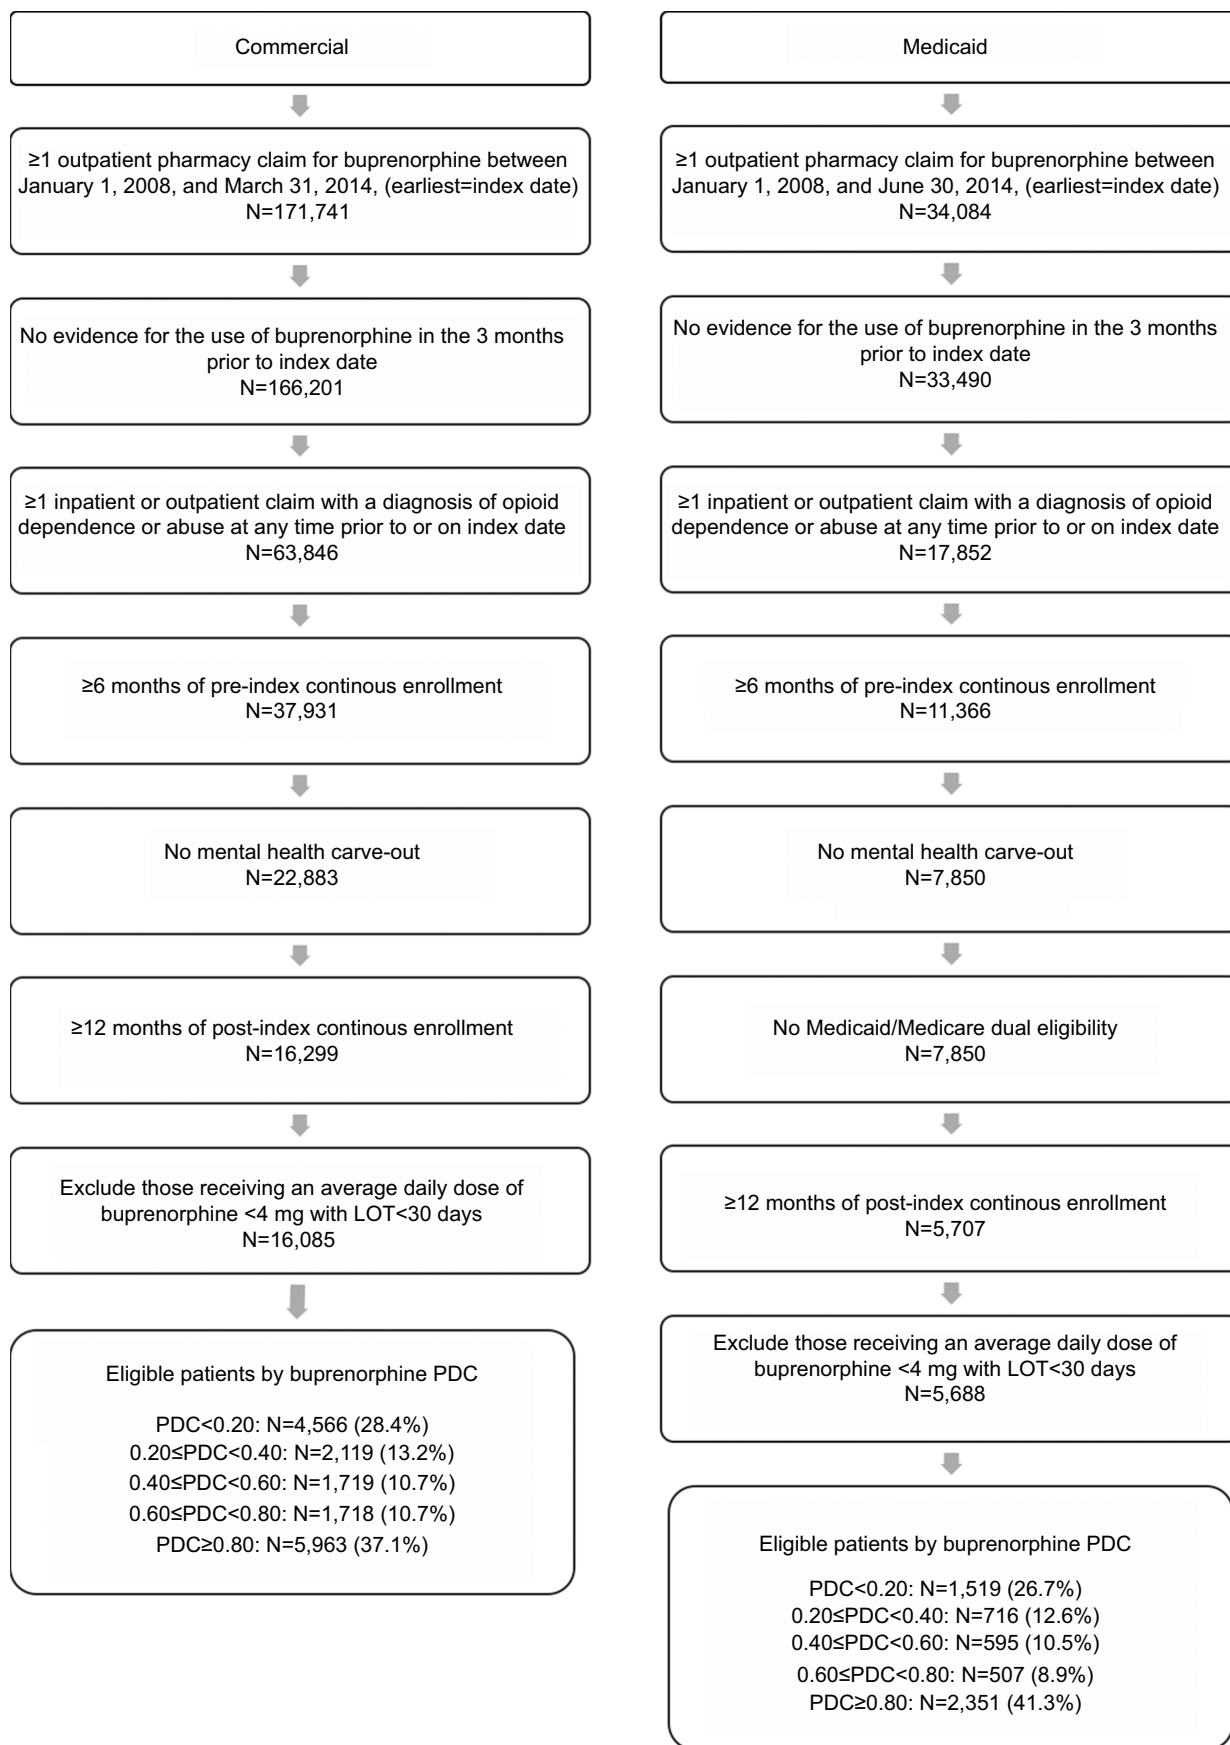 Commercial
≥1 outpatient pharmacy claim for buprenorphine between
January 1, 2008, and March 31, 2014, (earliest=index date)
N=171,741
No evidence for the use of buprenorphine in the 3 months
prior to index date
N=166,201
≥1 inpatient or outpatient claim with a diagnosis of opioid
dependence or abuse at any time prior to or on index date
N=63,846
≥6 months of pre-index continous enrollment
N=37,931
No mental health carve-out
N=22,883
≥12 months of post-index continous enrollment
N=16,299
Exclude those receiving an average daily dose of
buprenorphine <4 mg with LOT<30 days
N=16,085
Eligible patients by buprenorphine PDC
PDC<0.20: N=4,566 (28.4%)
0.20≤PDC<0.40: N=2,119 (13.2%)
0.40≤PDC<0.60: N=1,719 (10.7%)
0.60≤PDC<0.80: N=1,718 (10.7%)
PDC≥0.80: N=5,963 (37.1%)
Medicaid
≥1 outpatient pharmacy claim for buprenorphine between
January 1, 2008, and June 30, 2014, (earliest=index date)
N=34,084
No evidence for the use of buprenorphine in the 3 months
prior to index date
N=33,490
≥1 inpatient or outpatient claim with a diagnosis of opioid
dependence or abuse at any time prior to or on index date
N=17,852
≥6 months of pre-index continous enrollment
N=11,366
No mental health carve-out
N=7,850
No Medicaid/Medicare dual eligibility
N=7,850
≥12 months of post-index continous enrollment
N=5,707
Exclude those receiving an average daily dose of
buprenorphine <4 mg with LOT<30 days
N=5,688
Eligible patients by buprenorphine PDC
PDC<0.20: N=1,519 (26.7%)
0.20≤PDC<0.40: N=716 (12.6%)
0.40≤PDC<0.60: N=595 (10.5%)
0.60≤PDC<0.80: N=507 (8.9%)
PDC≥0.80: N=2,351 (41.3%)